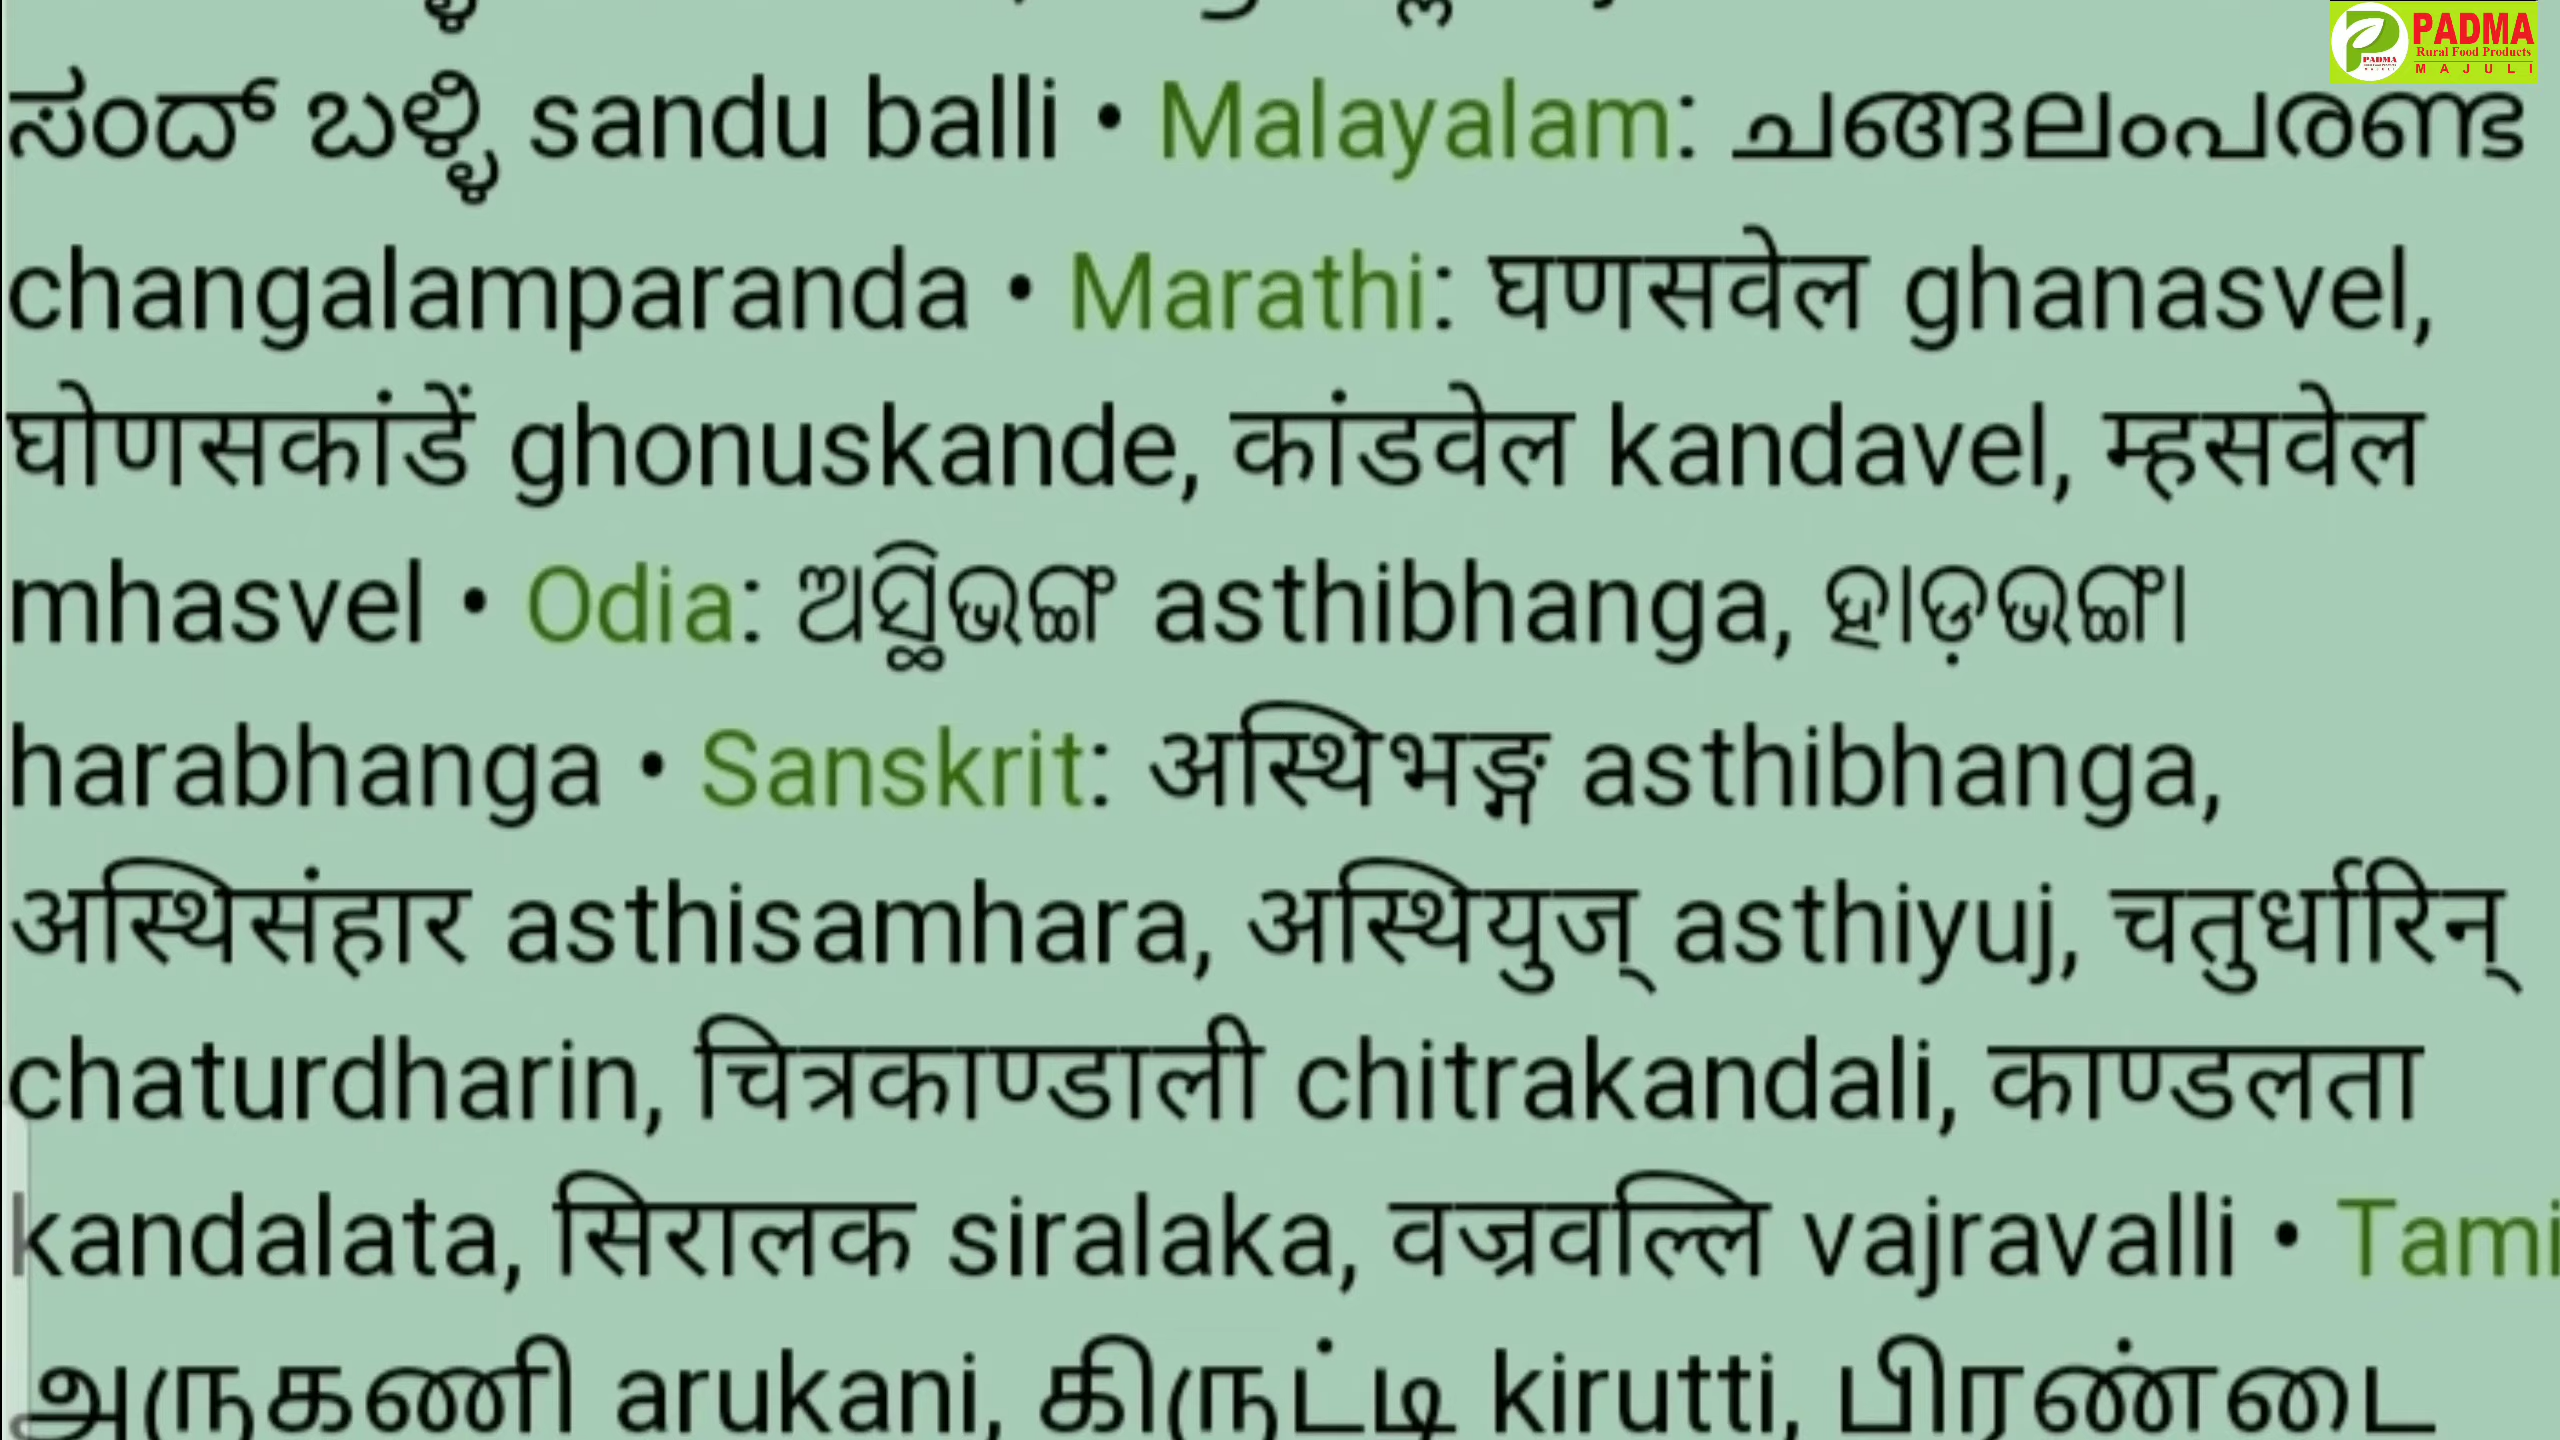 PADMA
Rural Food Products
MAJULI
ಸಂದ್ ಬಳ್ಳಿ sandu balli • Malayalam: ചങ്ങലംപരണ്ട
changalamparanda • Marathi: घणसवेल ghanasvel,
घोणसकांडें ghonuskande, कांडवेल kandavel, म्हसवेल
mhasvel • Odia: ଅସ୍ଥିଭଙ୍ଗ asthibhanga, ହାଡ଼ଭଙ୍ଗା
harabhanga • Sanskrit: अस्थिभङ्ग asthibhanga,
अस्थिसंहार asthisamhara, अस्थियुज् asthiyuj, चतुर्धारिन्
chaturdharin, चित्रकाण्डाली chitrakandali, काण्डलता
kandalata, सिरालक siralaka, वज्रवल्लि vajravalli • Tami
அருகணி arukani, கிருட்டி kirutti, பிரண்டை